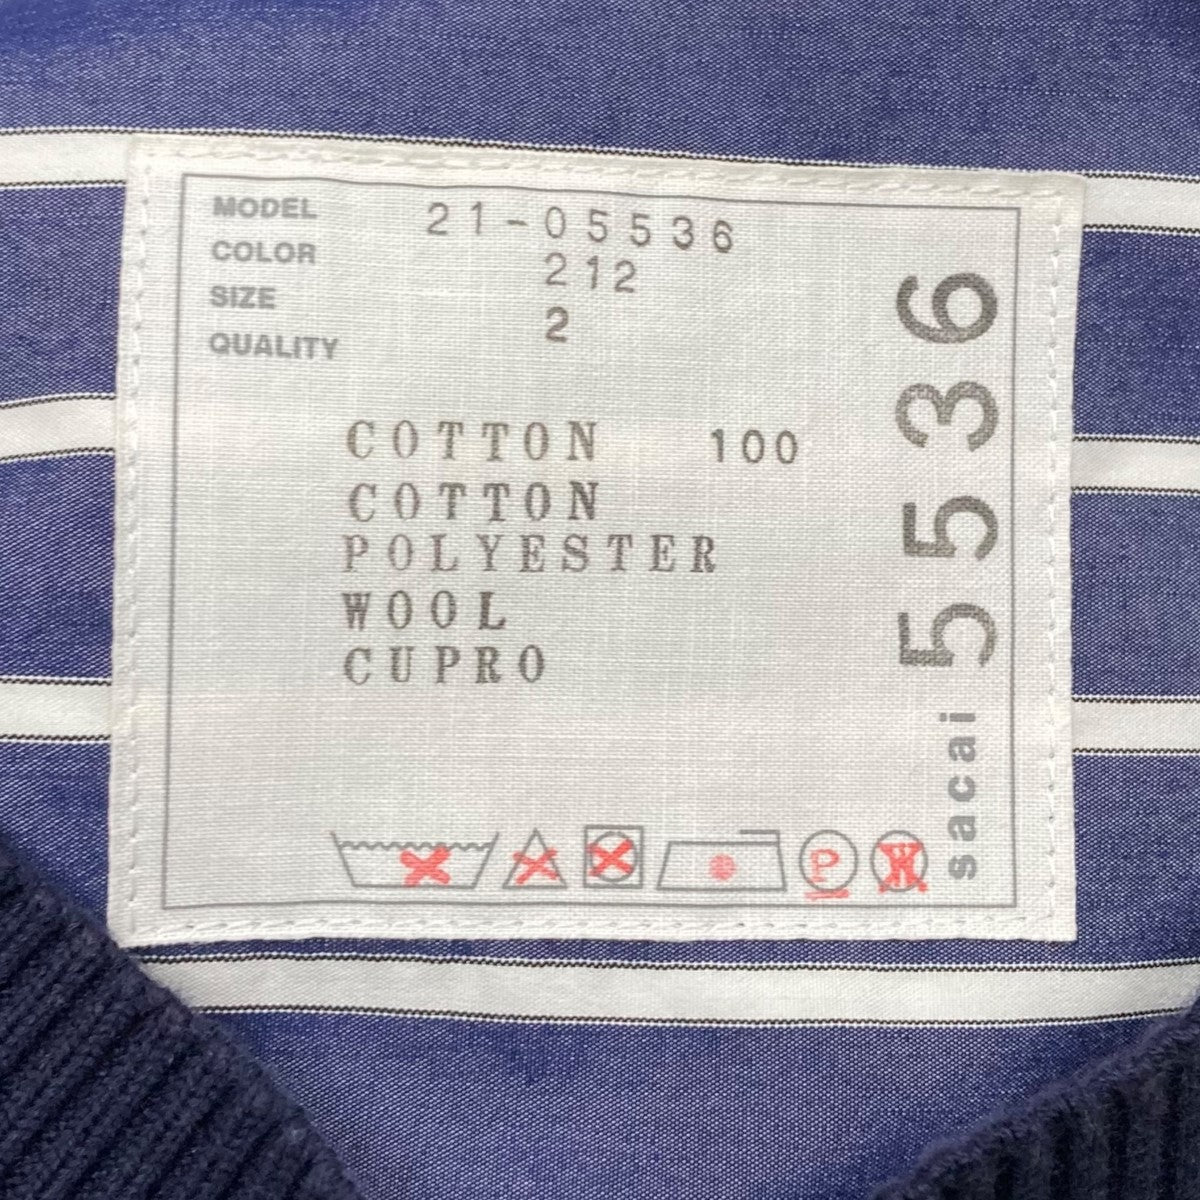 MODEL 21-05536
COLOR 212
SIZE 2
QUALITY
COTTON 100
COTTON
POLYESTER
WOOL
CUPRO
P
W
sacai 5536